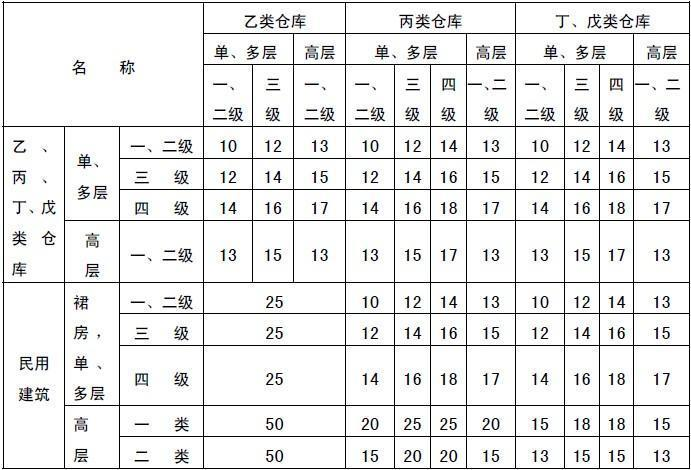 名 称 乙类仓库 丙类仓库 丁、戊类仓库
单、多层 高层 单、多层 高层 单、多层 高层
一、二级 三级 一、二级 一、二级 三级 四级 一、二级 一、二级 三级 四级 一、二级
乙、丙、丁、戊类仓库 单、多层 一、二级 10 12 13 10 12 14 13 10 12 14 13
三 级 12 14 15 12 14 16 15 12 14 16 15
四 级 14 16 17 14 16 18 17 14 16 18 17
高层 一、二级 13 15 13 13 15 17 13 13 15 17 13
民用建筑 裙房，单、多层 一、二级 25 10 12 14 13 10 12 14 13
三 级 25 12 14 16 15 12 14 16 15
四 级 25 14 16 18 17 14 16 18 17
高层 一 类 50 20 25 25 20 15 18 18 15
二 类 50 15 20 20 15 13 15 15 13